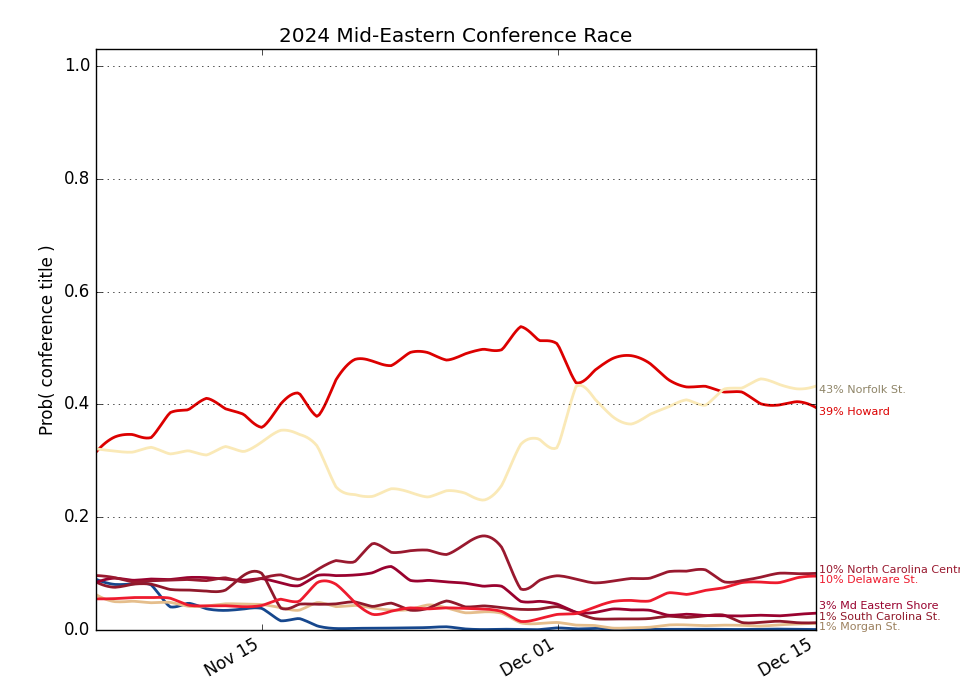 2024 Mid-Eastern Conference Race
Prob( conference title )
1.0
0.8
0.6
0.4
0.2
0.0
Nov 15
Dec 01
Dec 15
43% Norfolk St.
39% Howard
10% North Carolina Centr
10% Delaware St.
3% Md Eastern Shore
1% South Carolina St.
1% Morgan St.